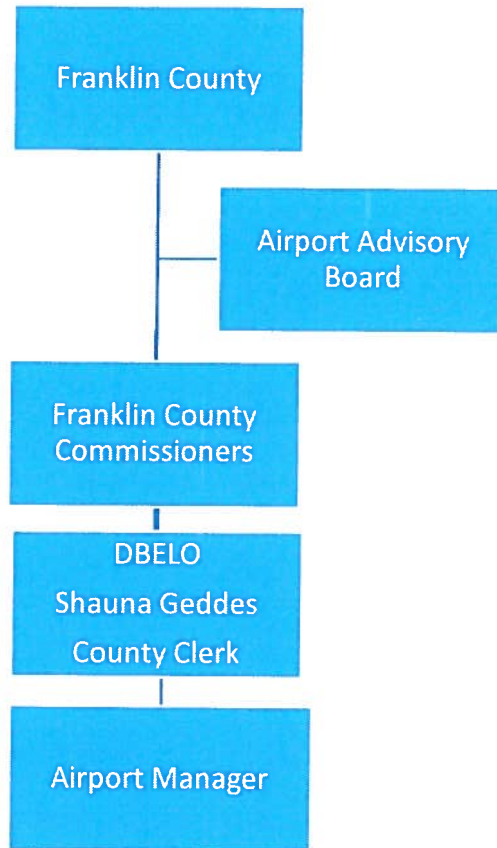 Franklin County
Airport Advisory
Board
Franklin County
Commissioners
DBELO
Shauna Geddes
County Clerk
Airport Manager